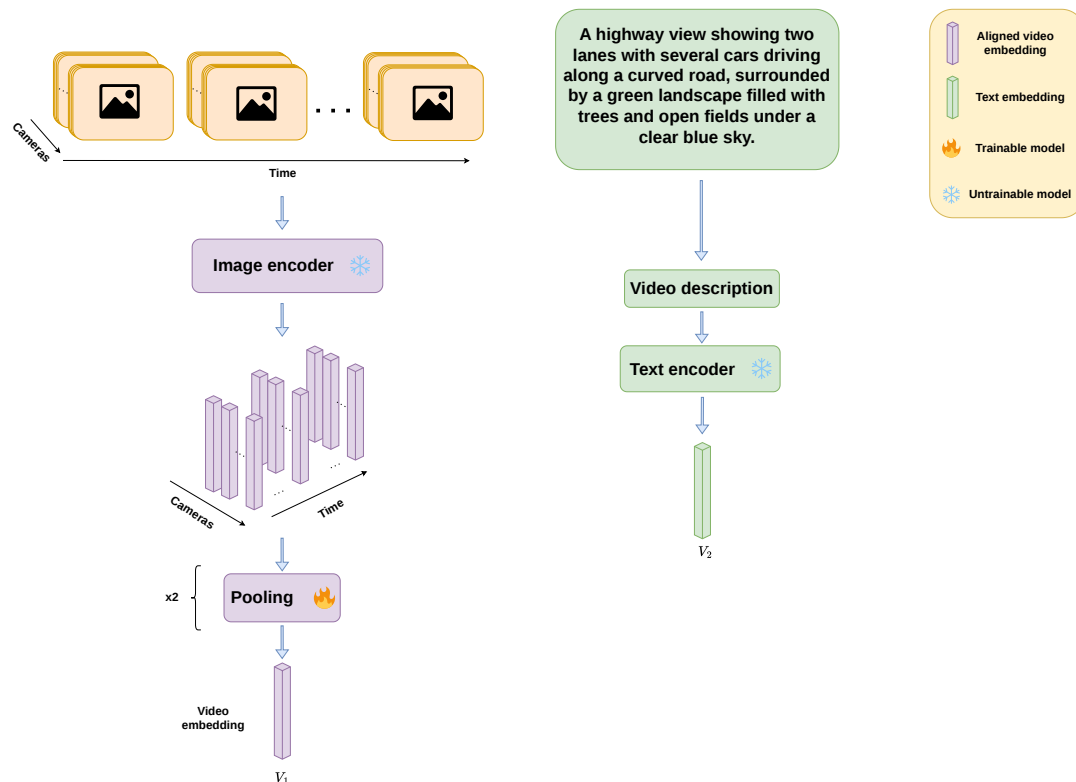 A highway view showing two
lanes with several cars driving
along a curved road, surrounded
by a green landscape filled with
trees and open fields under a
clear blue sky.
Aligned video
embedding
Text embedding
Trainable model
Untrainable model
Cameras
Time
Image encoder
Video description
Text encoder
Cameras
Time
V₂
x2
Pooling
Video
embedding
V₁